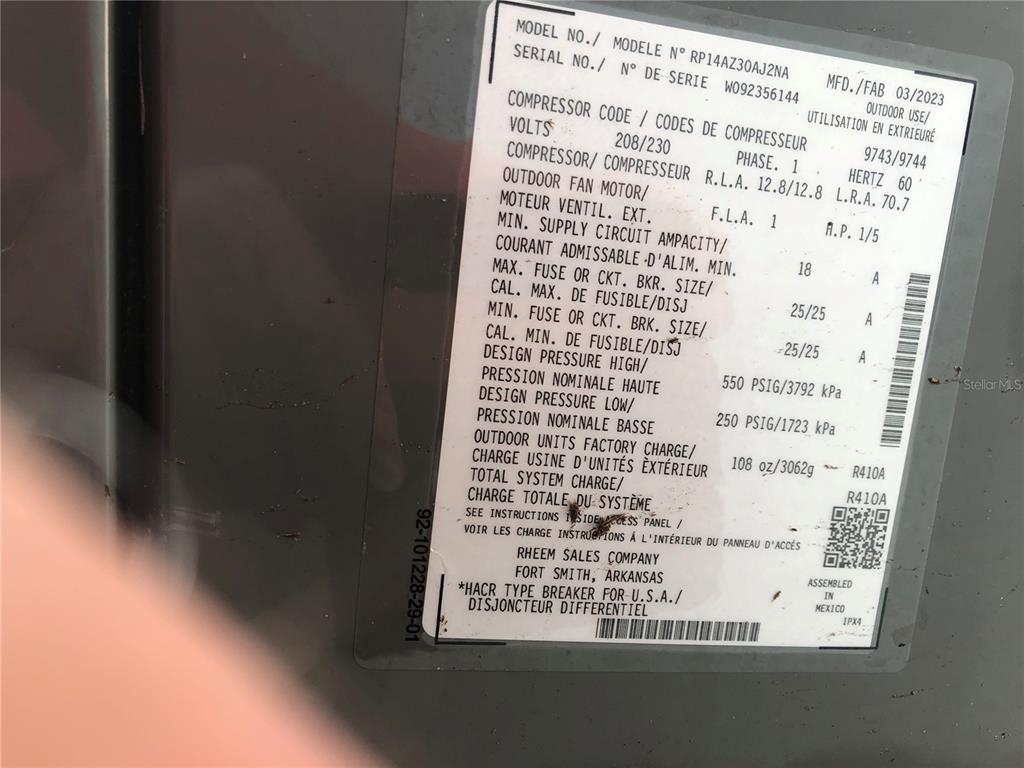 MODEL NO./ MODELE N° RP14AZ30AJ2NA
SERIAL NO./ N° DE SERIE W092356144 MFD./FAB 03/2023
OUTDOOR USE/
UTILISATION EN EXTRIEURÉ
COMPRESSOR CODE / CODES DE COMPRESSEUR 9743/9744
VOLTS 208/230 PHASE. 1 HERTZ 60
COMPRESSOR/ COMPRESSEUR R.L.A. 12.8/12.8 L.R.A. 70.7
OUTDOOR FAN MOTOR/
MOTEUR VENTIL. EXT. F.L.A. 1 M.P. 1/5
MIN. SUPPLY CIRCUIT AMPACITY/
COURANT ADMISSABLE D'ALIM. MIN. 18 A
MAX. FUSE OR CKT. BKR. SIZE/
CAL. MAX. DE FUSIBLE/DISJ 25/25 A
MIN. FUSE OR CKT. BRK. SIZE/
CAL. MIN. DE FUSIBLE/DISJ 25/25 A
DESIGN PRESSURE HIGH/
PRESSION NOMINALE HAUTE 550 PSIG/3792 kPa
DESIGN PRESSURE LOW/
PRESSION NOMINALE BASSE 250 PSIG/1723 kPa
OUTDOOR UNITS FACTORY CHARGE/
CHARGE USINE D'UNITÉS ÈXTÉRIEUR 108 oz/3062g R410A
TOTAL SYSTEM CHARGE/
CHARGE TOTALE DU SYSTÈME R410A
SEE INSTRUCTIONS INSIDE ACCESS PANEL /
VOIR LES CHARGE INSTRUCTIONS À L'INTÉRIEUR DU PANNEAU D'ACCÈS
RHEEM SALES COMPANY
FORT SMITH, ARKANSAS
*HACR TYPE BREAKER FOR U.S.A./
DISJONCTEUR DIFFERENTIEL
ASSEMBLED
IN
MEXICO
IPX4
92-101228-29-01
StellarMLS